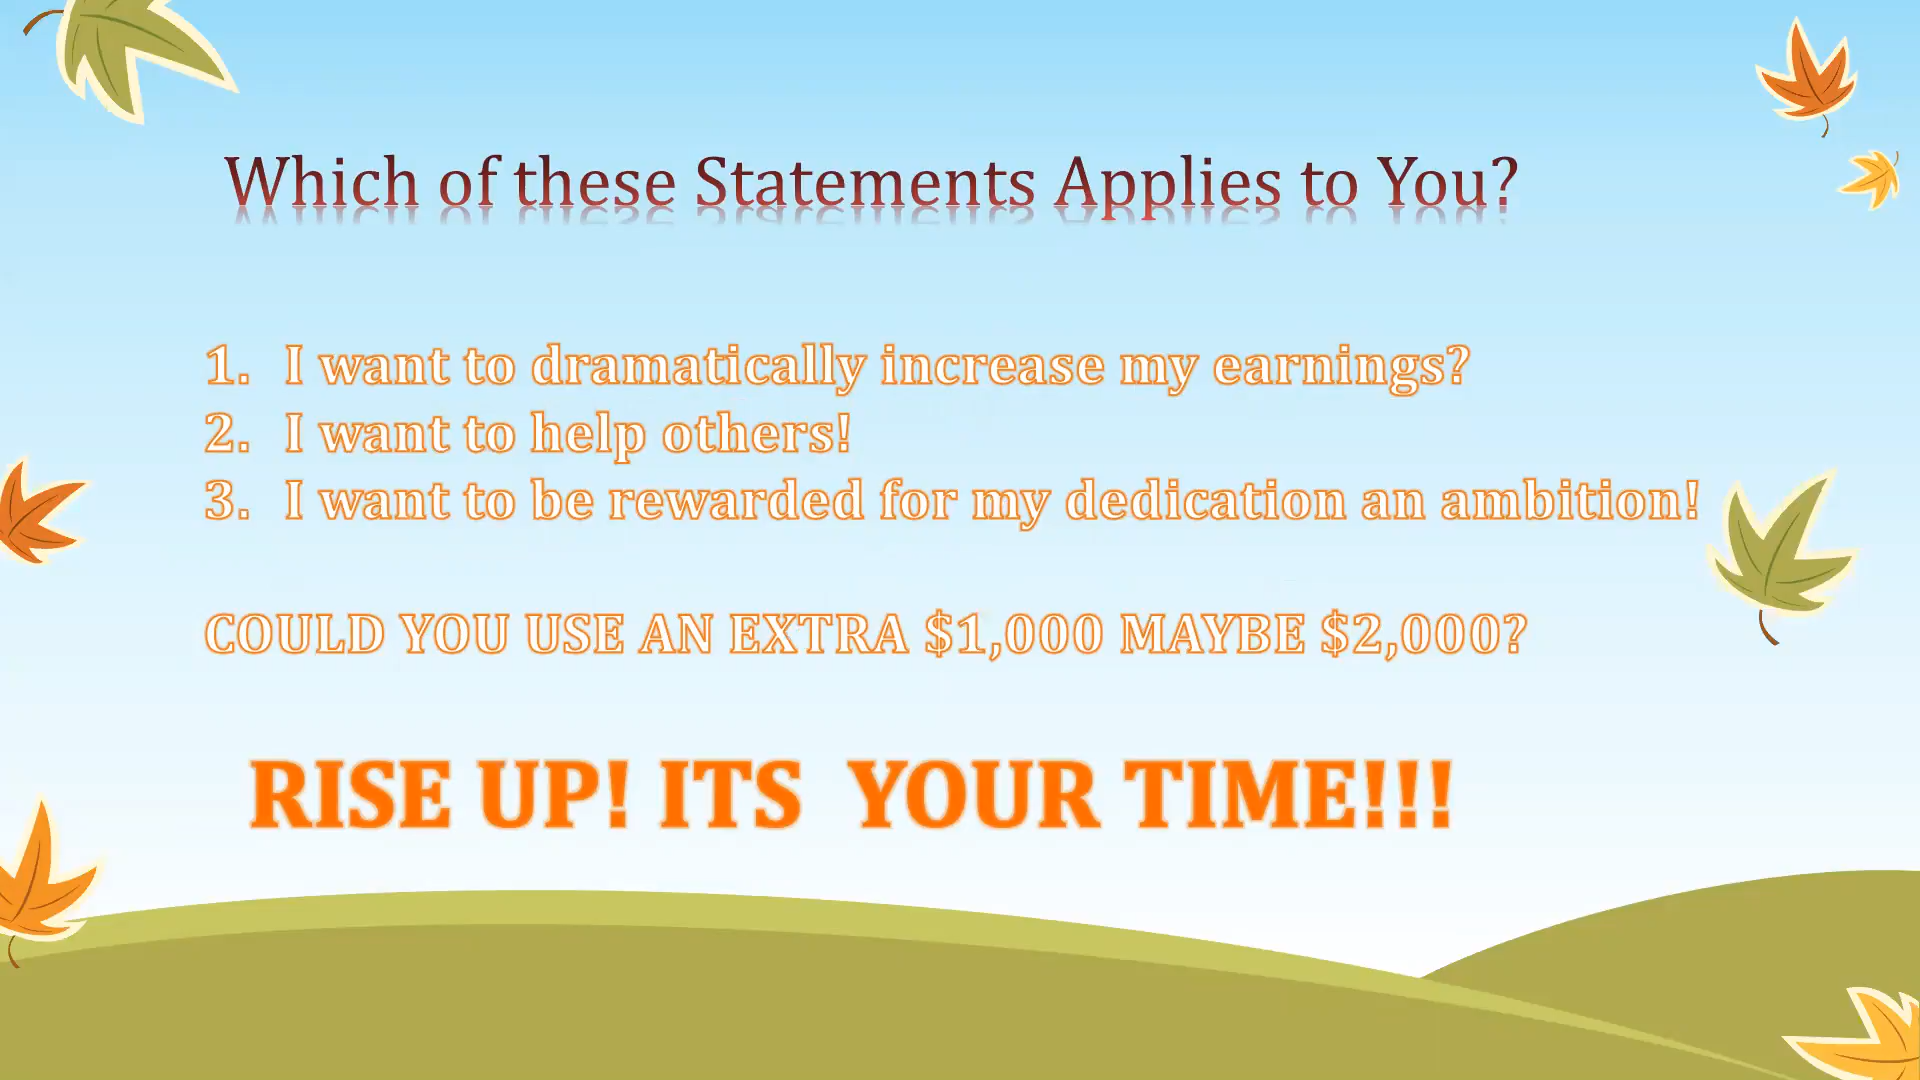 Which of these Statements Applies to You?
1. I want to dramatically increase my earnings?
2. I want to help others!
3. I want to be rewarded for my dedication an ambition!
COULD YOU USE AN EXTRA $1,000 MAYBE $2,000?
RISE UP! ITS  YOUR TIME!!!